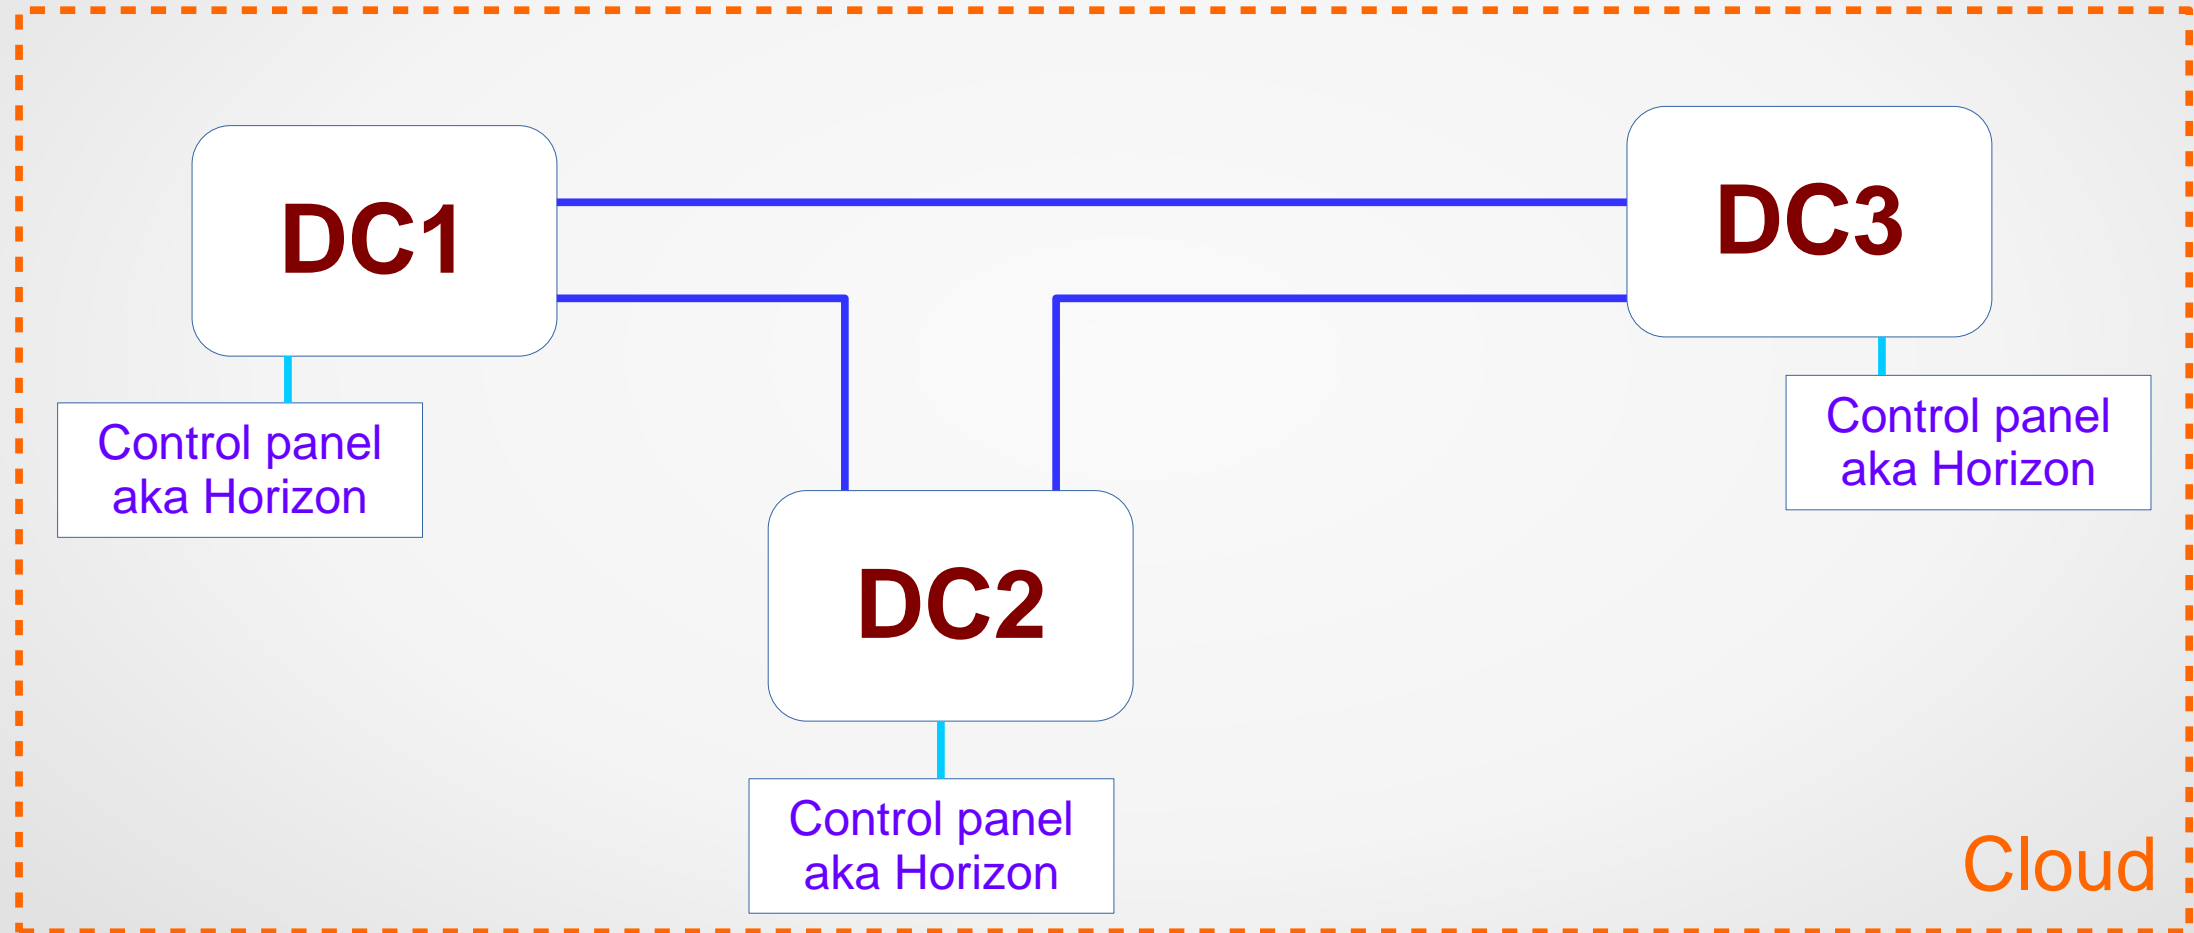 DC1
DC3
Control panel
aka Horizon
Control panel
aka Horizon
DC2
Control panel
aka Horizon
Cloud